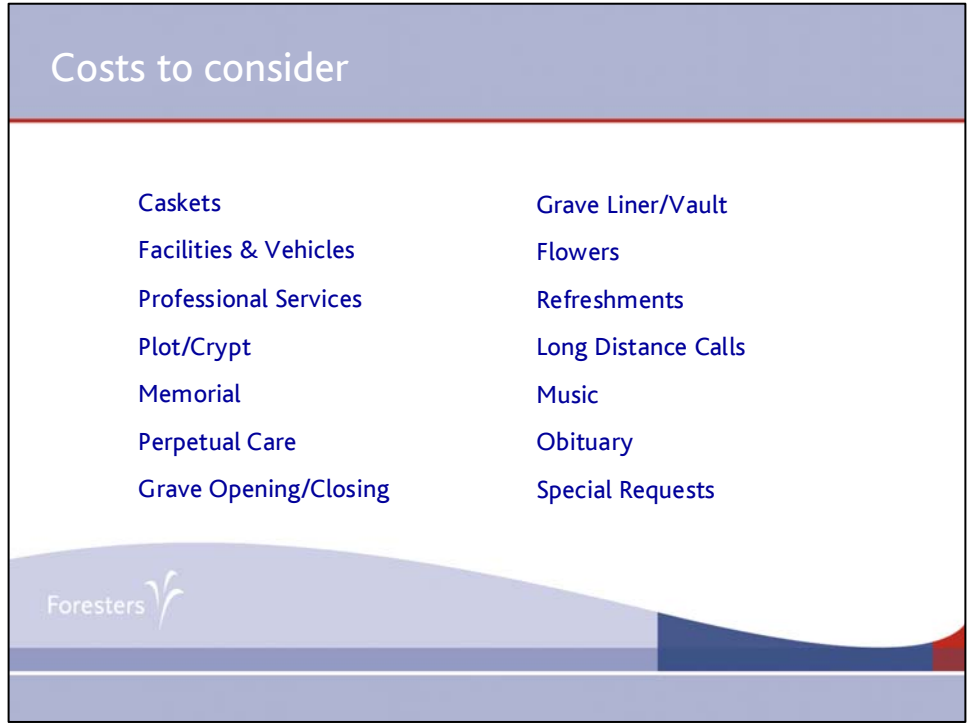 Costs to consider
Caskets
Facilities & Vehicles
Professional Services
Plot/Crypt
Memorial
Perpetual Care
Grave Opening/Closing
Grave Liner/Vault
Flowers
Refreshments
Long Distance Calls
Music
Obituary
Special Requests
Foresters